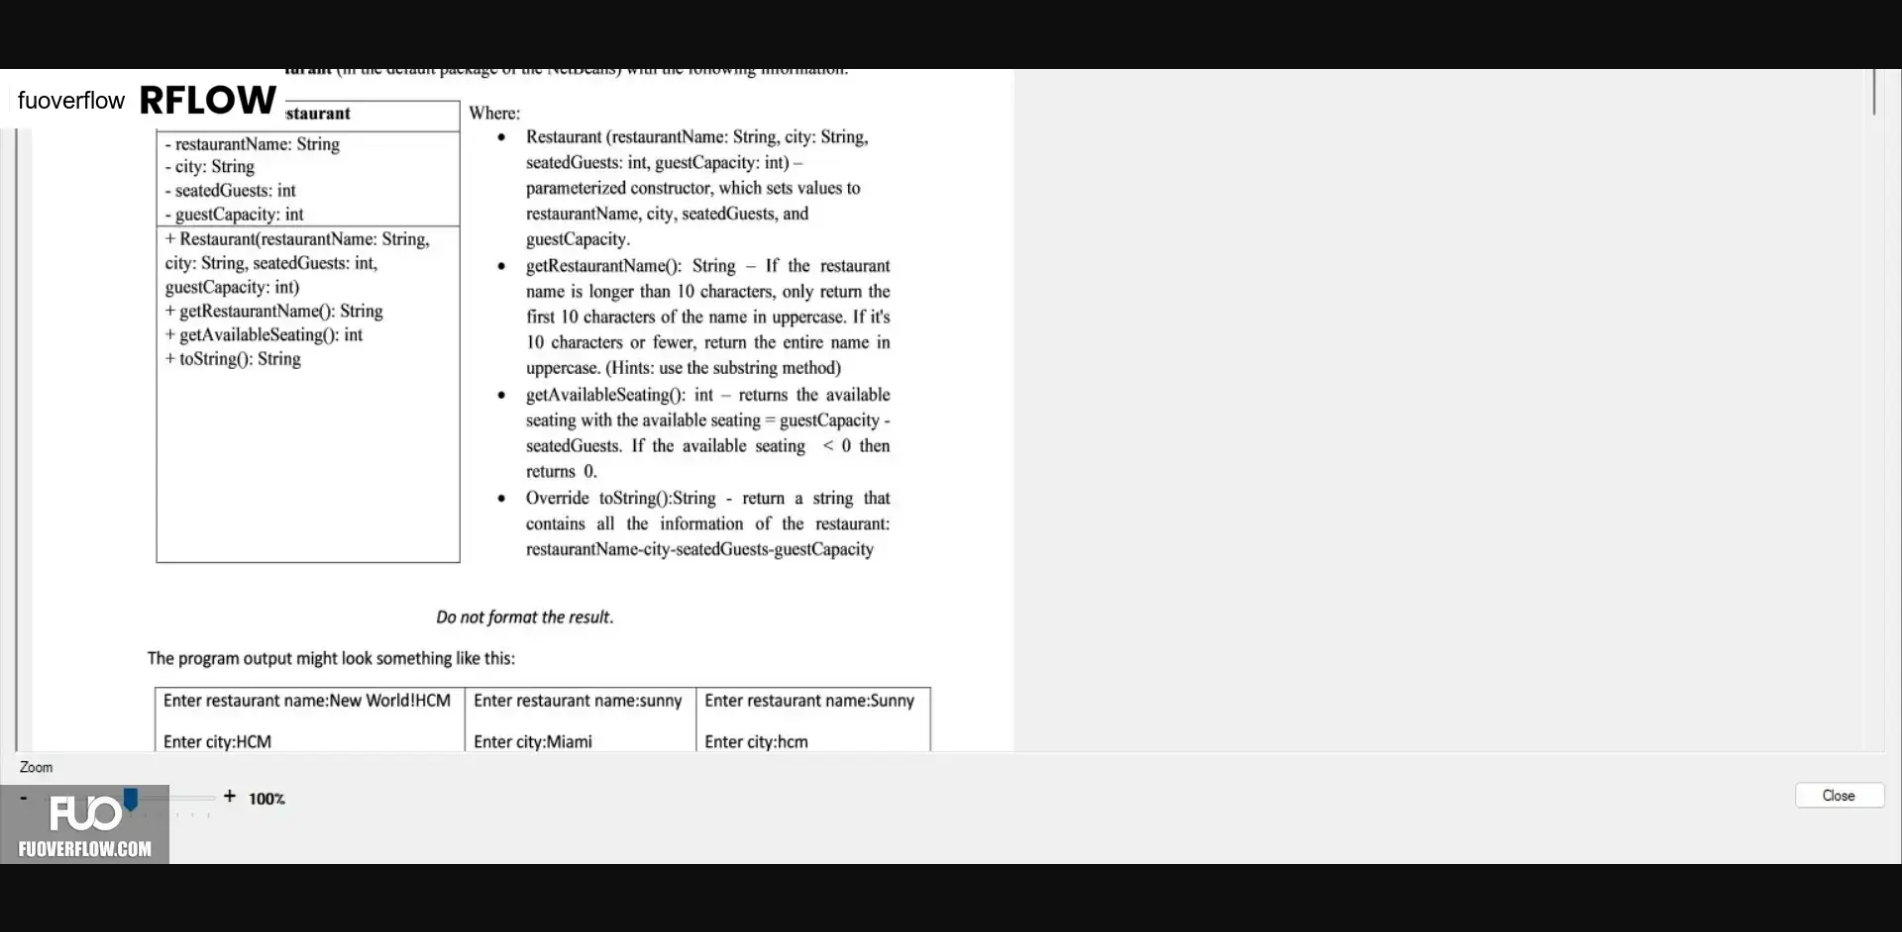 urant (in the default package of the NetBeans) with the following information:
fuoverflow RFLOW
staurant
- restaurantName: String
- city: String
- seatedGuests: int
- guestCapacity: int
+ Restaurant(restaurantName: String,
city: String, seatedGuests: int,
guestCapacity: int)
+ getRestaurantName(): String
+ getAvailableSeating(): int
+ toString(): String
Where:
• Restaurant (restaurantName: String, city: String,
seatedGuests: int, guestCapacity: int) –
parameterized constructor, which sets values to
restaurantName, city, seatedGuests, and
guestCapacity.
• getRestaurantName(): String – If the restaurant
name is longer than 10 characters, only return the
first 10 characters of the name in uppercase. If it's
10 characters or fewer, return the entire name in
uppercase. (Hints: use the substring method)
• getAvailableSeating(): int – returns the available
seating with the available seating = guestCapacity -
seatedGuests. If the available seating < 0 then
returns 0.
• Override toString():String - return a string that
contains all the information of the restaurant:
restaurantName-city-seatedGuests-guestCapacity
Do not format the result.
The program output might look something like this:
Enter restaurant name:New World!HCM
Enter city:HCM
Enter restaurant name:sunny
Enter city:Miami
Enter restaurant name:Sunny
Enter city:hcm
Zoom
- + 100%
Close
FUO
FUOVERFLOW.COM